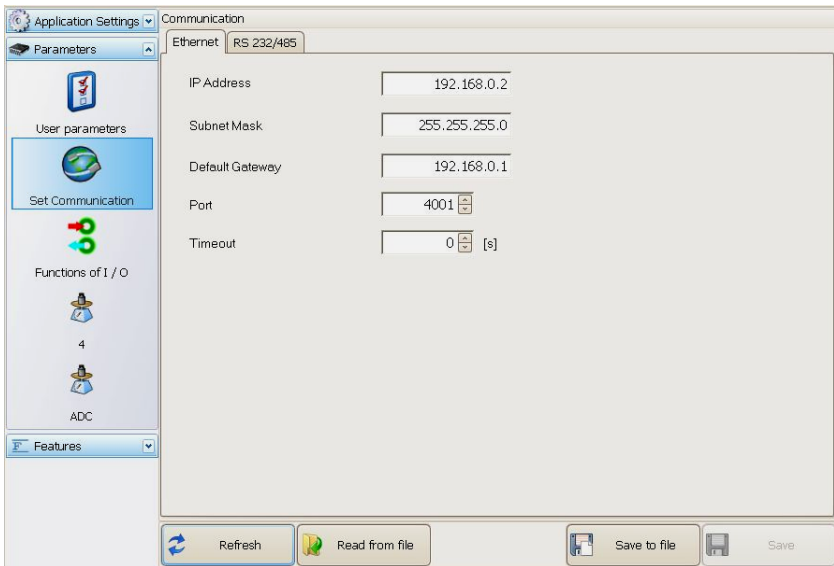 Application Settings
Parameters
User parameters
Set Communication
Functions of I / O
4
ADC
Features
Communication
Ethernet RS 232/485
IP Address 192.168.0.2
Subnet Mask 255.255.255.0
Default Gateway 192.168.0.1
Port 4001
Timeout 0 [s]
Refresh Read from file Save to file Save